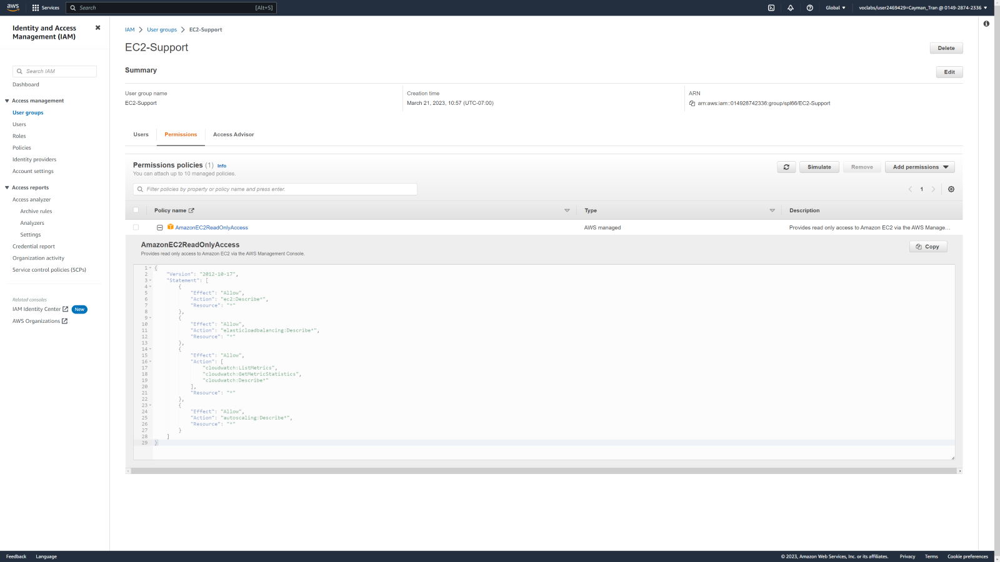 aws Services Search [Alt+S] Global voclabs/user2469429=Cayman_Tran @ 0149-2874-2336
Identity and Access Management (IAM)
Search IAM
Dashboard
Access management
User groups
Users
Roles
Policies
Identity providers
Account settings
Access reports
Access analyzer
Archive rules
Analyzers
Settings
Credential report
Organization activity
Service control policies (SCPs)
Related consoles
IAM Identity Center New
AWS Organizations
IAM > User groups > EC2-Support
EC2-Support
Delete
Summary
Edit
User group name
EC2-Support
Creation time
March 21, 2023, 10:57 (UTC-07:00)
ARN
arn:aws:iam::014928742336:group/spl66/EC2-Support
Users Permissions Access Advisor
Permissions policies (1) Info
You can attach up to 10 managed policies.
Simulate Remove Add permissions
Filter policies by property or policy name and press enter.
1
Policy name Type Description
AmazonEC2ReadOnlyAccess AWS managed Provides read only access to Amazon EC2 via the AWS Manage...
AmazonEC2ReadOnlyAccess
Provides read only access to Amazon EC2 via the AWS Management Console.
Copy
1 {
2 "Version": "2012-10-17",
3 "Statement": [
4 {
5 "Effect": "Allow",
6 "Action": "ec2:Describe*",
7 "Resource": "*"
8 },
9 {
10 "Effect": "Allow",
11 "Action": "elasticloadbalancing:Describe*",
12 "Resource": "*"
13 },
14 {
15 "Effect": "Allow",
16 "Action": [
17 "cloudwatch:ListMetrics",
18 "cloudwatch:GetMetricStatistics",
19 "cloudwatch:Describe*"
20 ],
21 "Resource": "*"
22 },
23 {
24 "Effect": "Allow",
25 "Action": "autoscaling:Describe*",
26 "Resource": "*"
27 }
28 ]
29 }
Feedback Language © 2023, Amazon Web Services, Inc. or its affiliates. Privacy Terms Cookie preferences